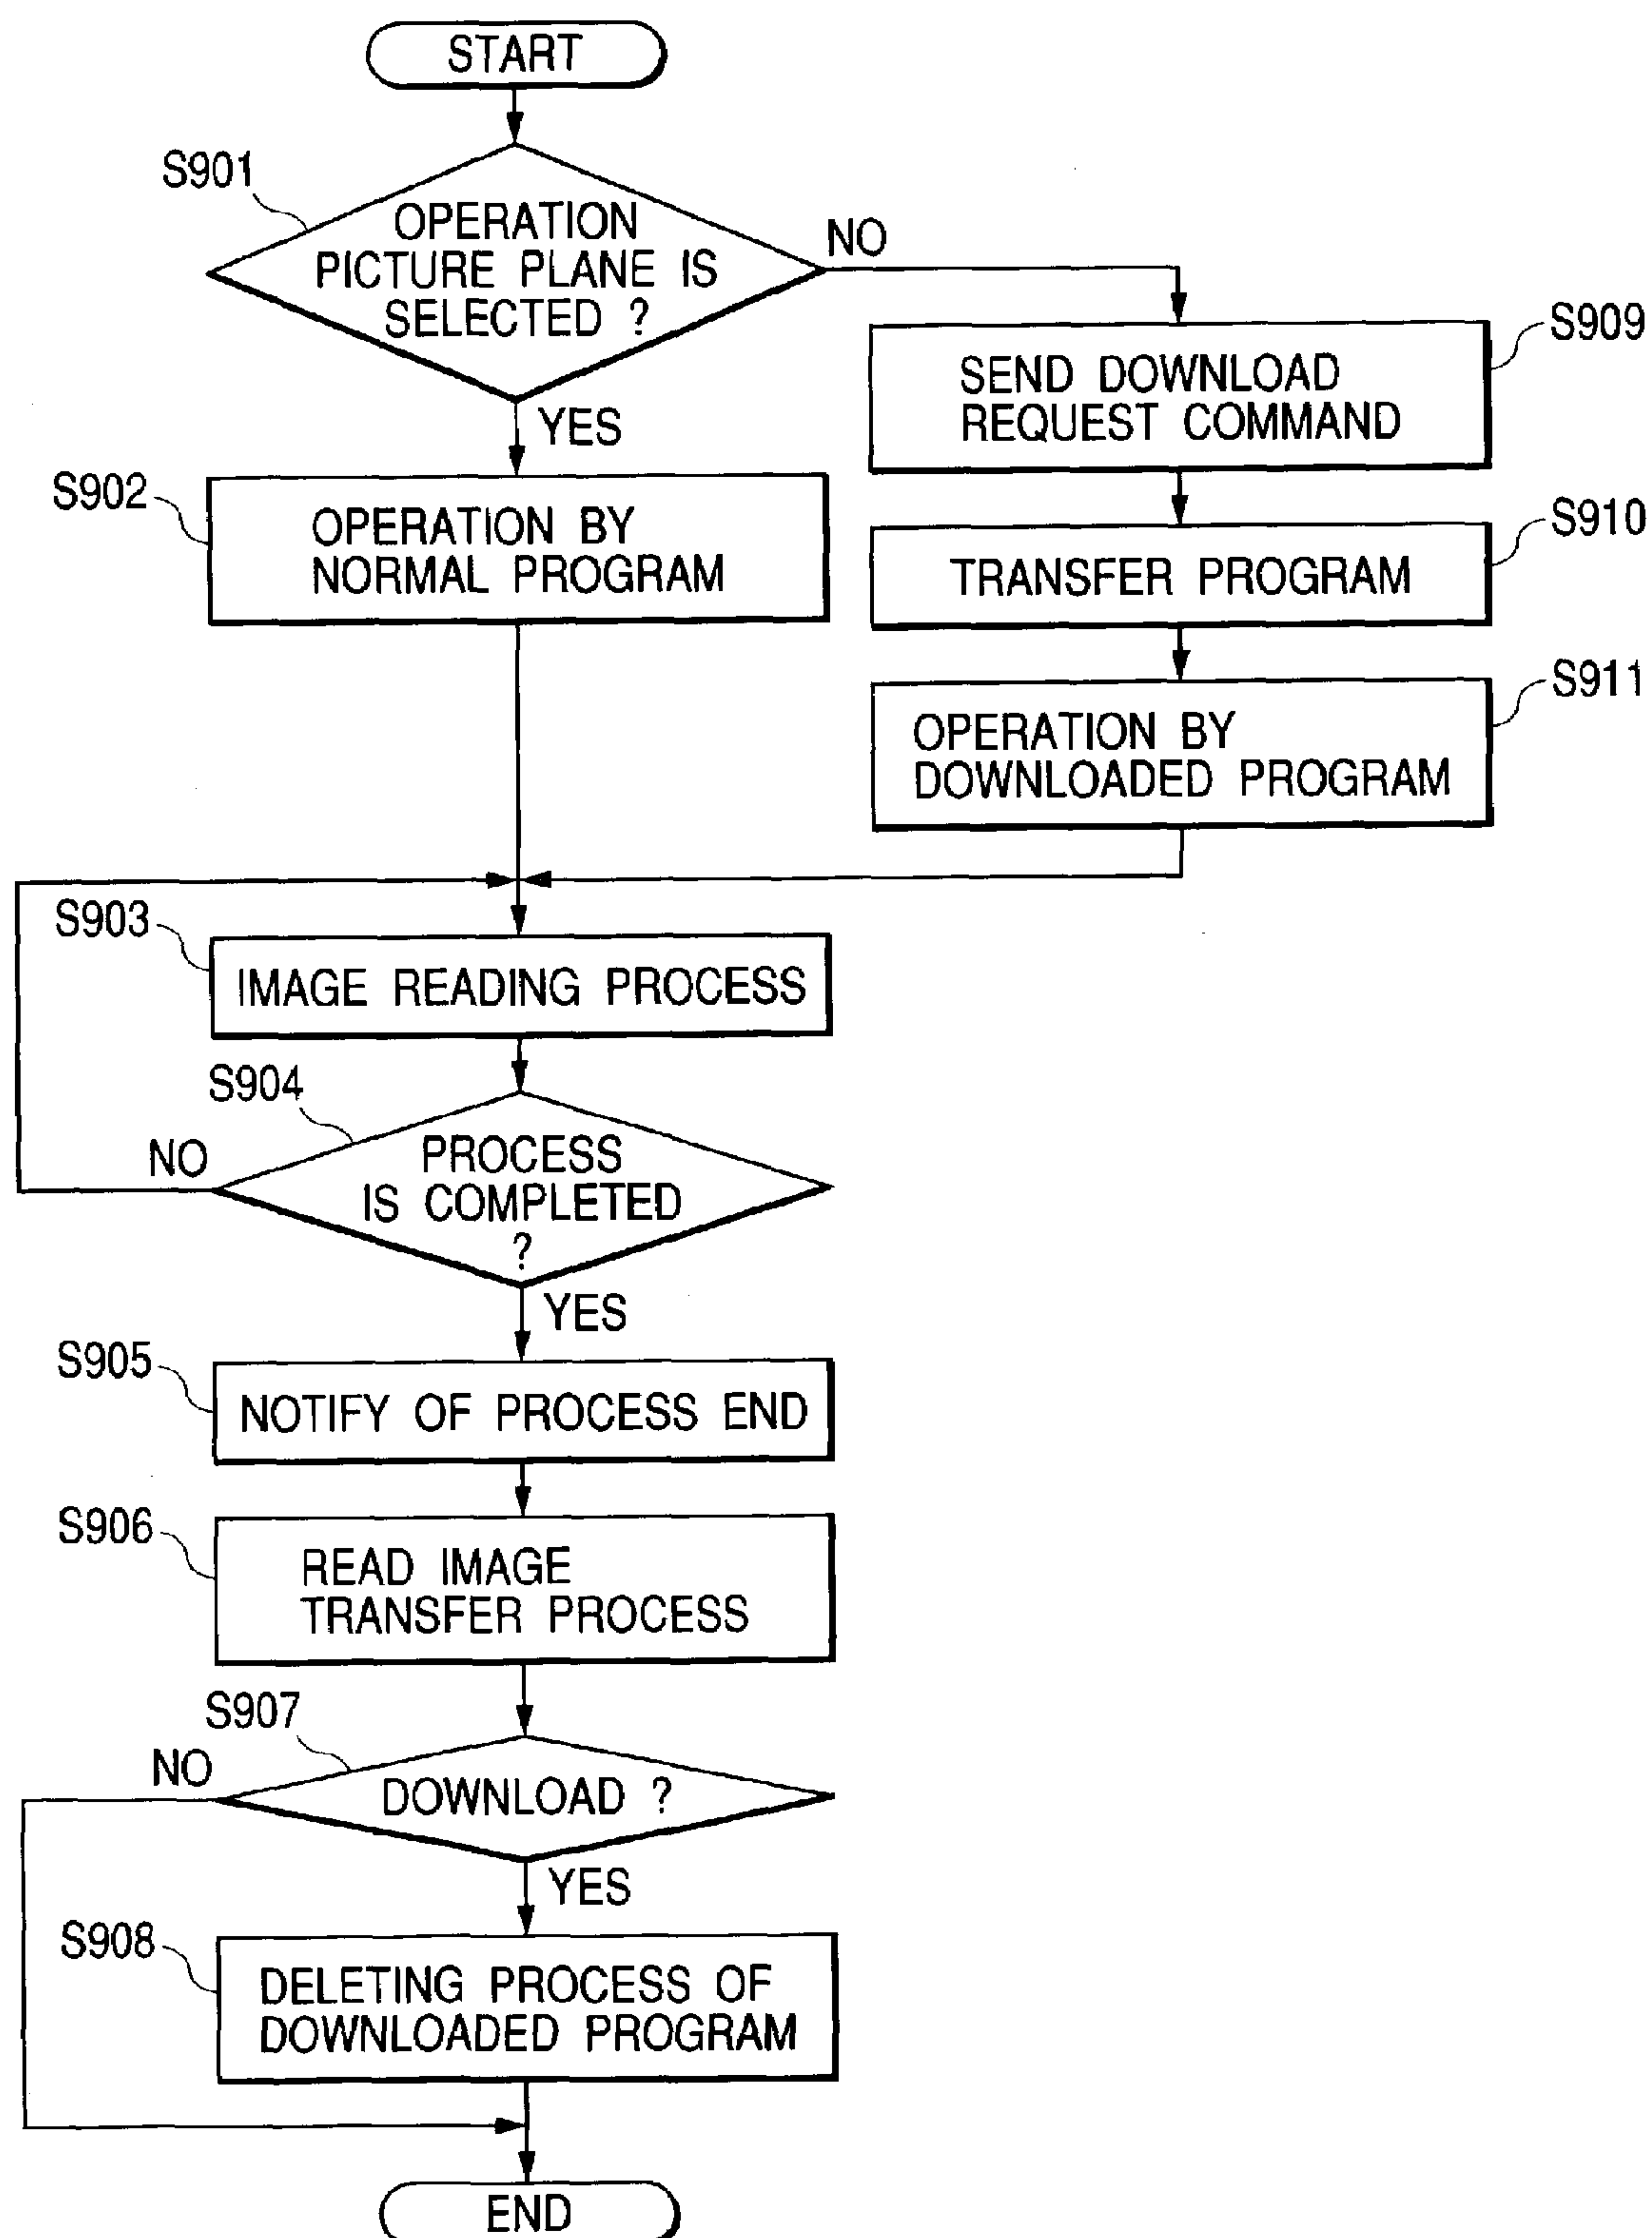 START
S901
OPERATION
PICTURE PLANE IS
SELECTED ?
NO
YES
S909
SEND DOWNLOAD
REQUEST COMMAND
S902
OPERATION BY
NORMAL PROGRAM
S910
TRANSFER PROGRAM
S911
OPERATION BY
DOWNLOADED PROGRAM
S903
IMAGE READING PROCESS
S904
NO
PROCESS
IS COMPLETED
?
YES
S905
NOTIFY OF PROCESS END
S906
READ IMAGE
TRANSFER PROCESS
S907
NO
DOWNLOAD ?
YES
S908
DELETING PROCESS OF
DOWNLOADED PROGRAM
END